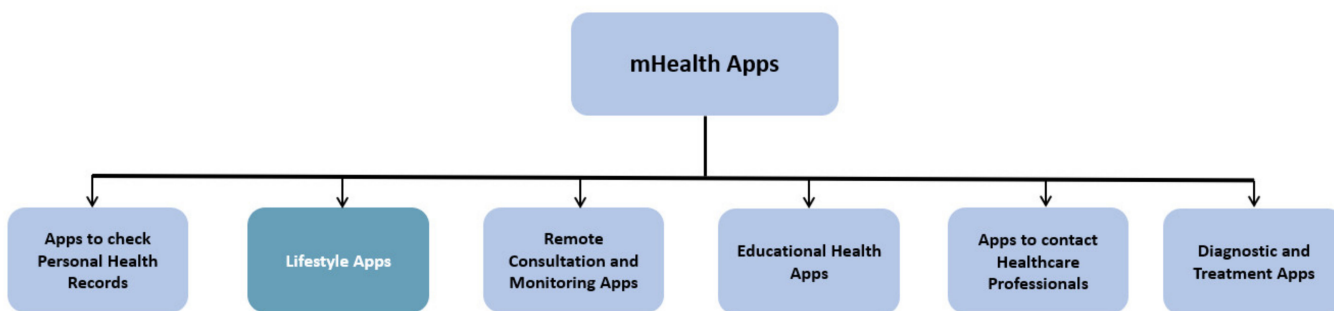 mHealth Apps
Apps to check
Personal Health
Records
Lifestyle Apps
Remote
Consultation and
Monitoring Apps
Educational Health
Apps
Apps to contact
Healthcare
Professionals
Diagnostic and
Treatment Apps